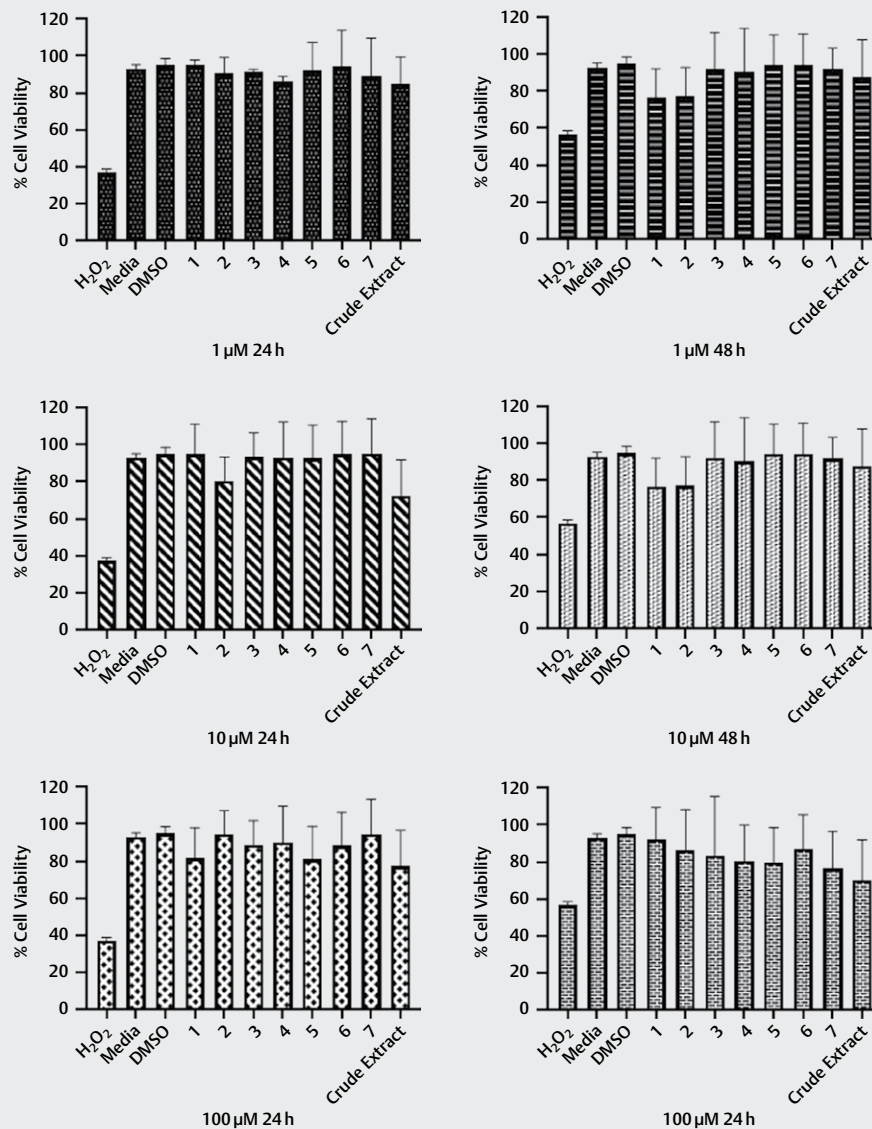 120
100
80
60
40
20
0
% Cell Viability
H₂O₂
Media
DMSO
1
2
3
4
5
6
7
Crude Extract
1 µM 24 h
120
100
80
60
40
20
0
% Cell Viability
H₂O₂
Media
DMSO
1
2
3
4
5
6
7
Crude Extract
1 µM 48 h
120
100
80
60
40
20
0
% Cell Viability
H₂O₂
Media
DMSO
1
2
3
4
5
6
7
Crude Extract
10 µM 24 h
120
100
80
60
40
20
0
% Cell Viability
H₂O₂
Media
DMSO
1
2
3
4
5
6
7
Crude Extract
10 µM 48 h
120
100
80
60
40
20
0
% Cell Viability
H₂O₂
Media
DMSO
1
2
3
4
5
6
7
Crude Extract
100 µM 24 h
120
100
80
60
40
20
0
% Cell Viability
H₂O₂
Media
DMSO
1
2
3
4
5
6
7
Crude Extract
100 µM 24 h